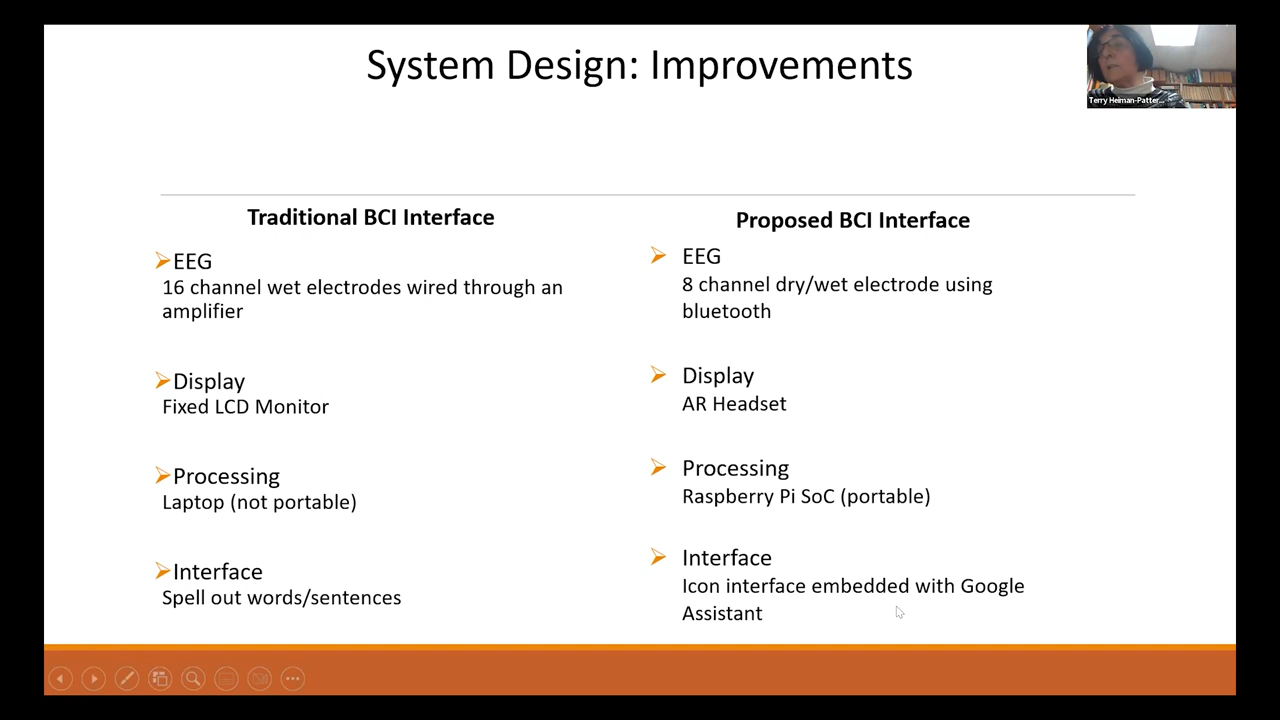 System Design: Improvements
Terry Heiman-Patter...
Traditional BCI Interface
EEG
16 channel wet electrodes wired through an
amplifier
Display
Fixed LCD Monitor
Processing
Laptop (not portable)
Interface
Spell out words/sentences
Proposed BCI Interface
EEG
8 channel dry/wet electrode using
bluetooth
Display
AR Headset
Processing
Raspberry Pi SoC (portable)
Interface
Icon interface embedded with Google
Assistant